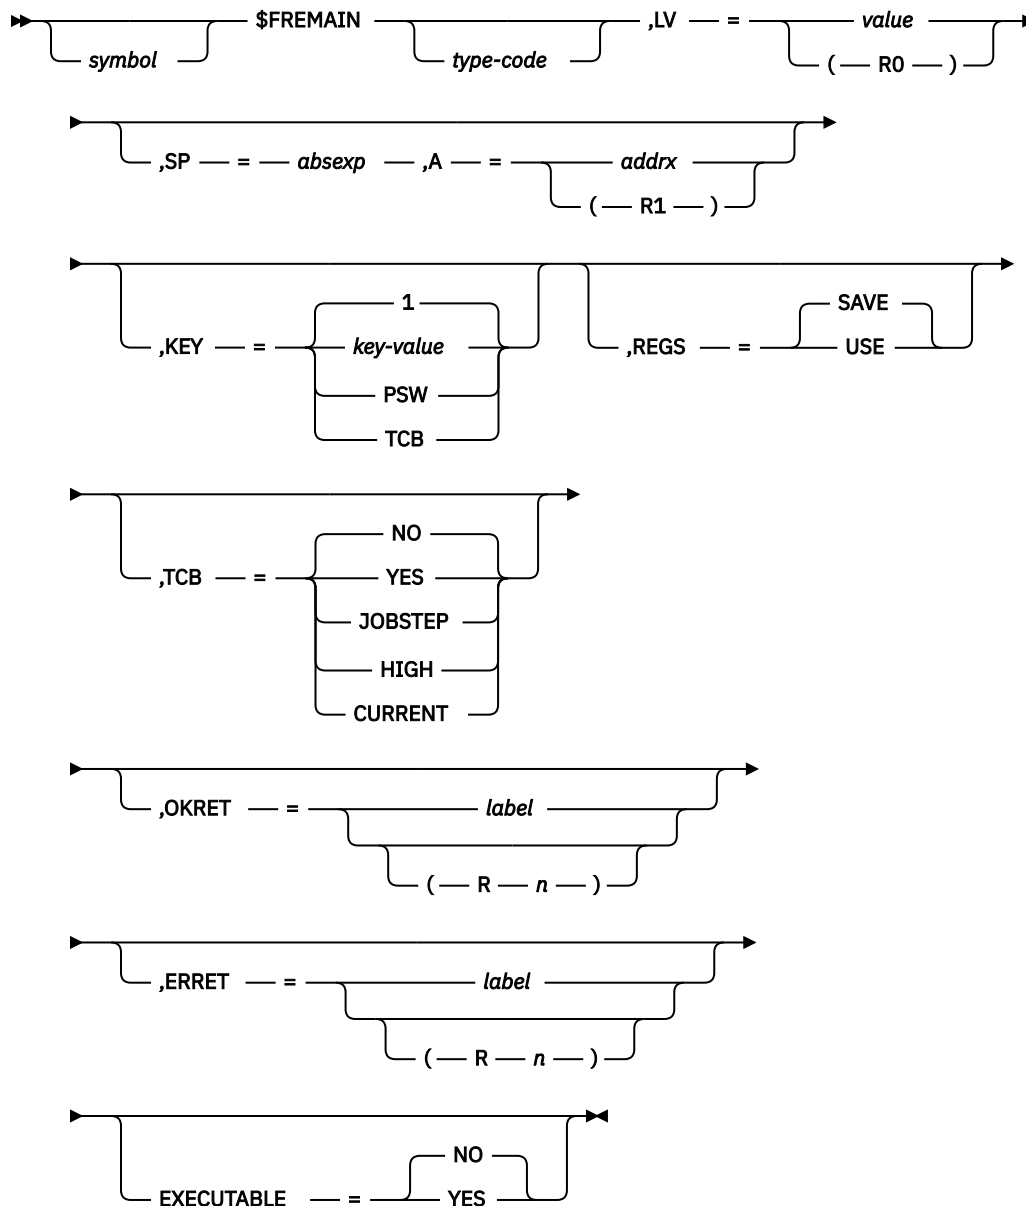 $FREMAIN ,LV = value
symbol type-code ( R0 )
,SP = absexp ,A = addrx
( R1 )
1 SAVE
,KEY = key-value ,REGS = USE
PSW
TCB
NO
,TCB = YES
JOBSTEP
HIGH
CURRENT
,OKRET = label
( R n )
,ERRET = label
( R n )
NO
EXECUTABLE = YES